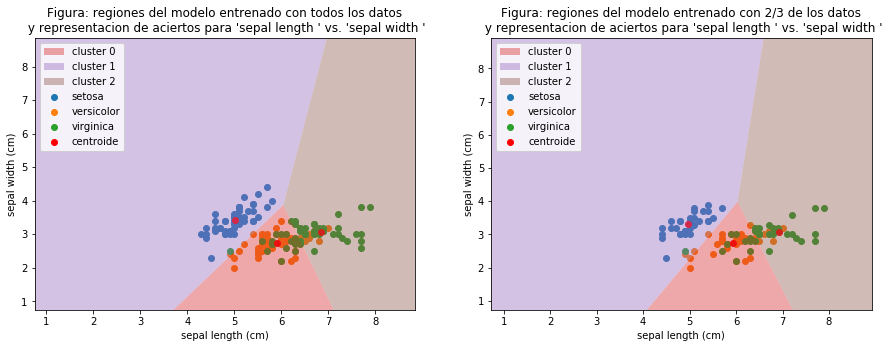 Figura: regiones del modelo entrenado con todos los datos
y representacion de aciertos para 'sepal length ' vs. 'sepal width '
cluster 0
cluster 1
cluster 2
setosa
versicolor
virginica
centroide
sepal width (cm)
8
7
6
5
4
3
2
1
1 2 3 4 5 6 7 8
sepal length (cm)
Figura: regiones del modelo entrenado con 2/3 de los datos
y representacion de aciertos para 'sepal length ' vs. 'sepal width '
cluster 0
cluster 1
cluster 2
setosa
versicolor
virginica
centroide
sepal width (cm)
8
7
6
5
4
3
2
1
1 2 3 4 5 6 7 8
sepal length (cm)